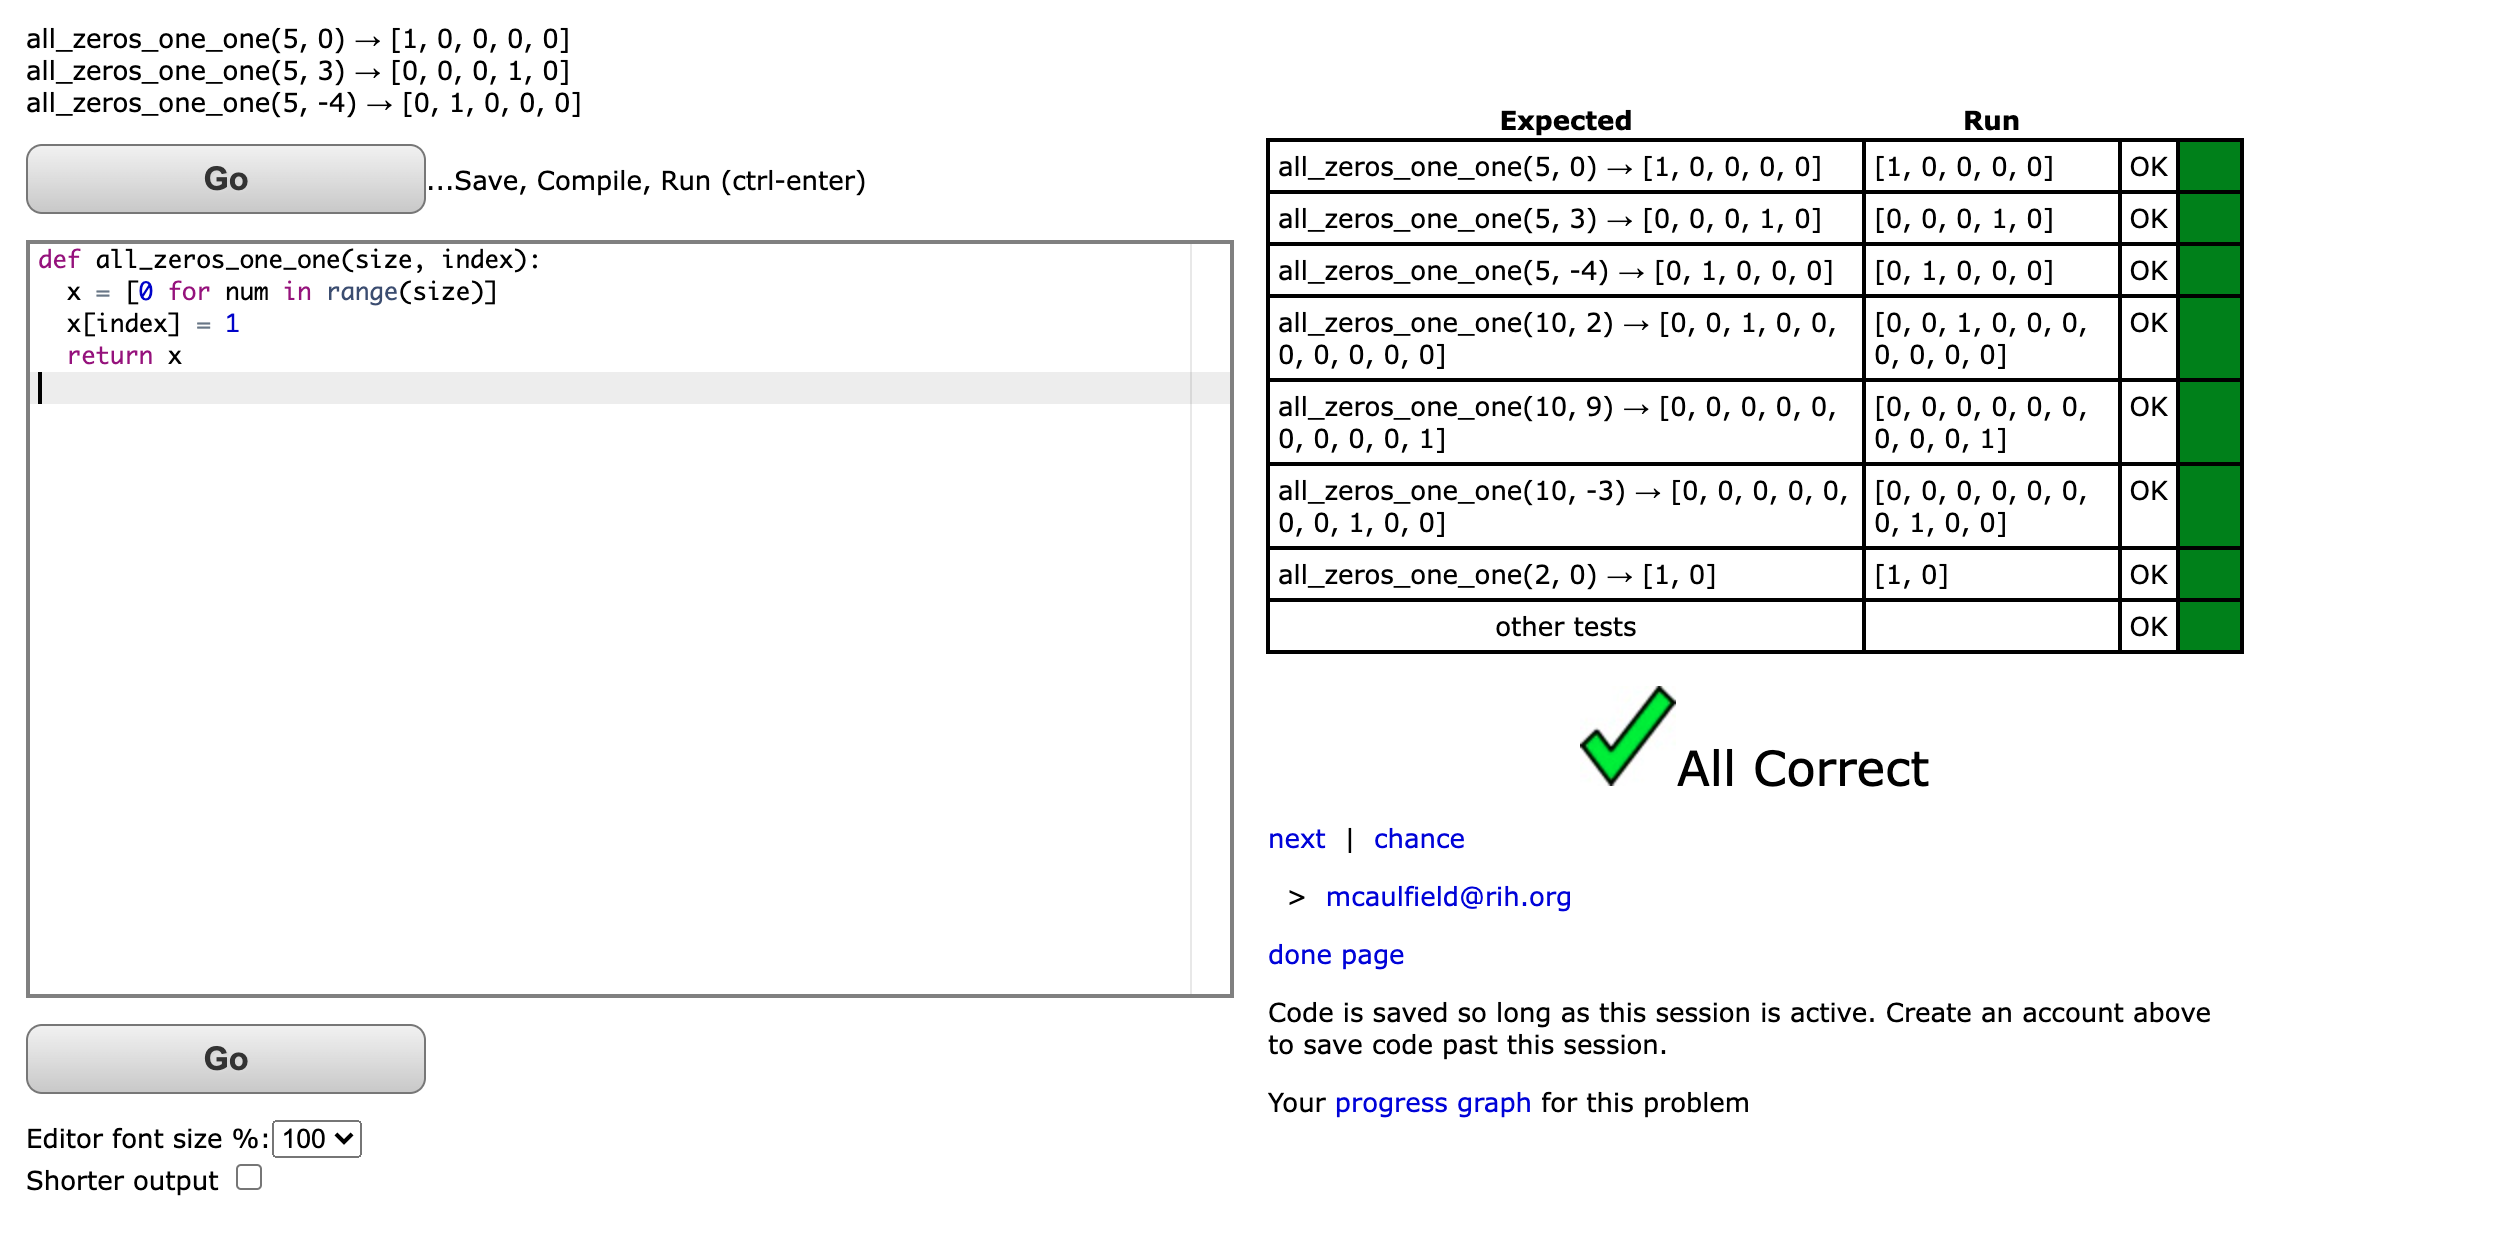 all_zeros_one_one(5, 0) → [1, 0, 0, 0, 0]
all_zeros_one_one(5, 3) → [0, 0, 0, 1, 0]
all_zeros_one_one(5, -4) → [0, 1, 0, 0, 0]
Go
...Save, Compile, Run (ctrl-enter)
def all_zeros_one_one(size, index):
  x = [0 for num in range(size)]
  x[index] = 1
  return x
Go
Editor font size %: 100
Shorter output
Expected Run
all_zeros_one_one(5, 0) → [1, 0, 0, 0, 0] [1, 0, 0, 0, 0] OK
all_zeros_one_one(5, 3) → [0, 0, 0, 1, 0] [0, 0, 0, 1, 0] OK
all_zeros_one_one(5, -4) → [0, 1, 0, 0, 0] [0, 1, 0, 0, 0] OK
all_zeros_one_one(10, 2) → [0, 0, 1, 0, 0, [0, 0, 1, 0, 0, 0, OK
0, 0, 0, 0, 0] 0, 0, 0, 0]
all_zeros_one_one(10, 9) → [0, 0, 0, 0, 0, [0, 0, 0, 0, 0, 0, OK
0, 0, 0, 0, 1] 0, 0, 0, 1]
all_zeros_one_one(10, -3) → [0, 0, 0, 0, 0, [0, 0, 0, 0, 0, 0, OK
0, 0, 1, 0, 0] 0, 1, 0, 0]
all_zeros_one_one(2, 0) → [1, 0] [1, 0] OK
other tests OK
All Correct
next | chance
> mcaulfield@rih.org
done page
Code is saved so long as this session is active. Create an account above
to save code past this session.
Your progress graph for this problem